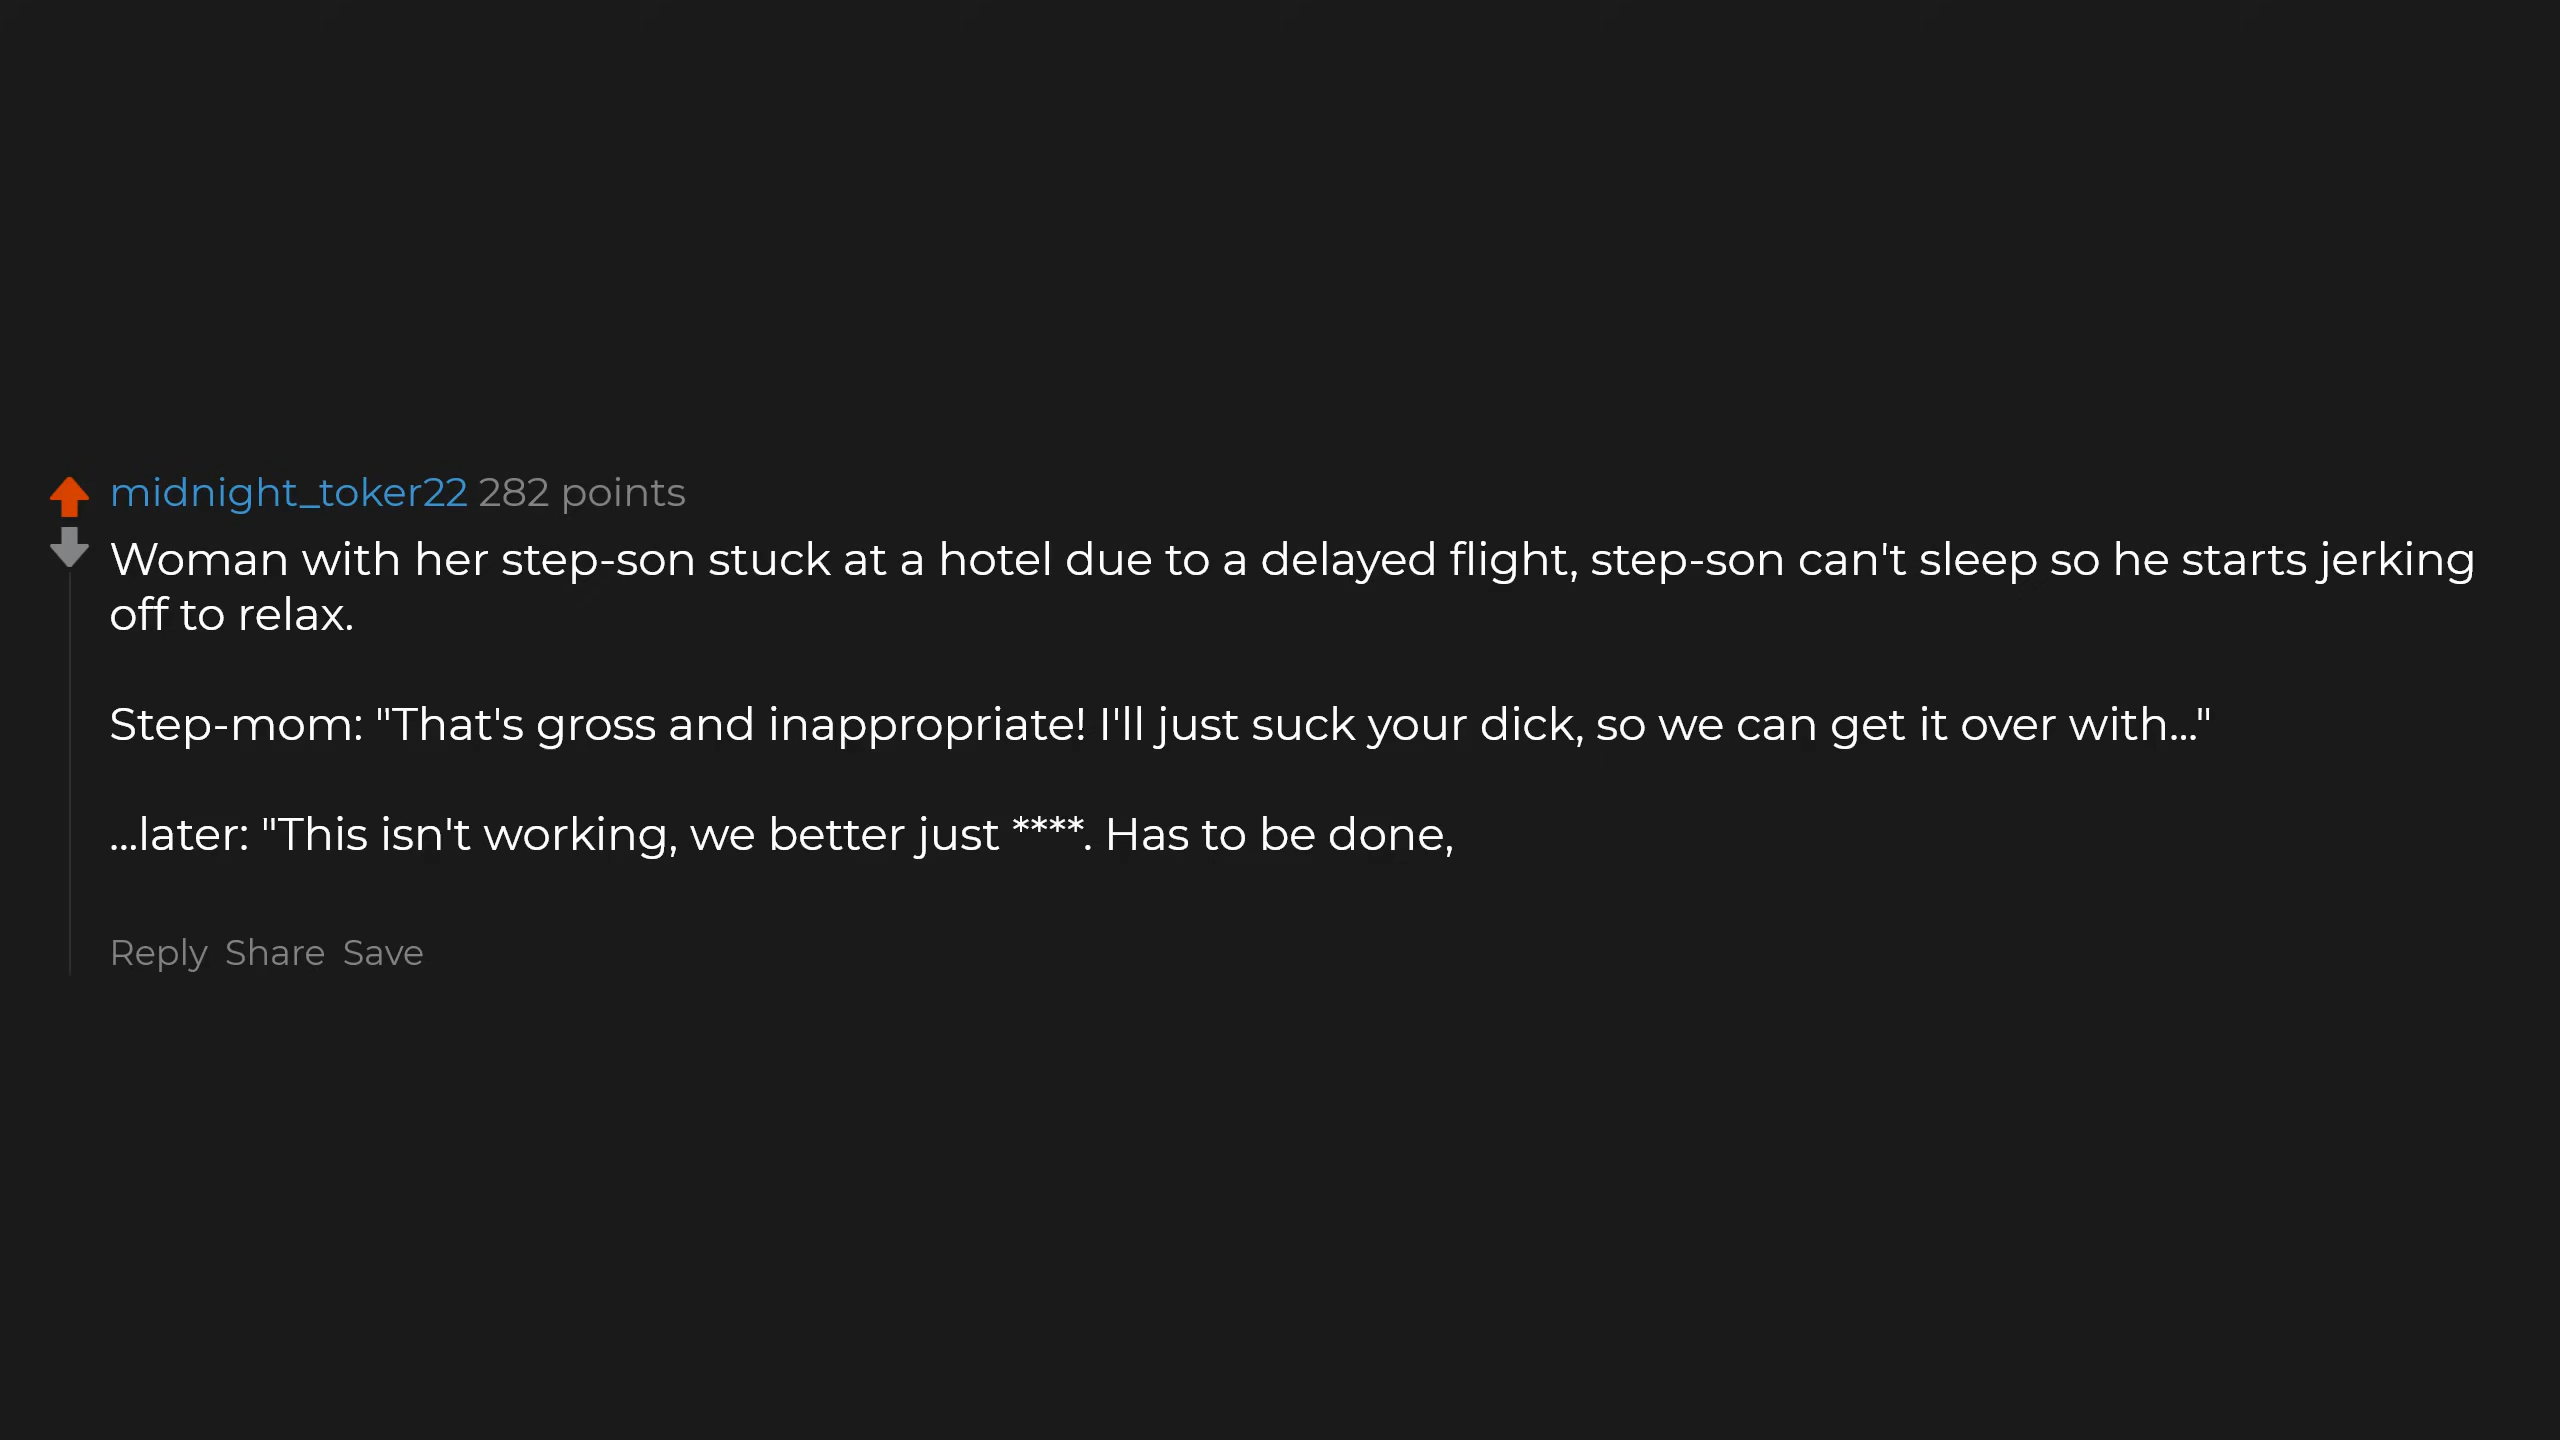 midnight_toker22 282 points
Woman with her step-son stuck at a hotel due to a delayed flight, step-son can't sleep so he starts jerking
off to relax.
Step-mom: "That's gross and inappropriate! I'll just suck your dick, so we can get it over with..."
...later: "This isn't working, we better just ****. Has to be done,
Reply Share Save